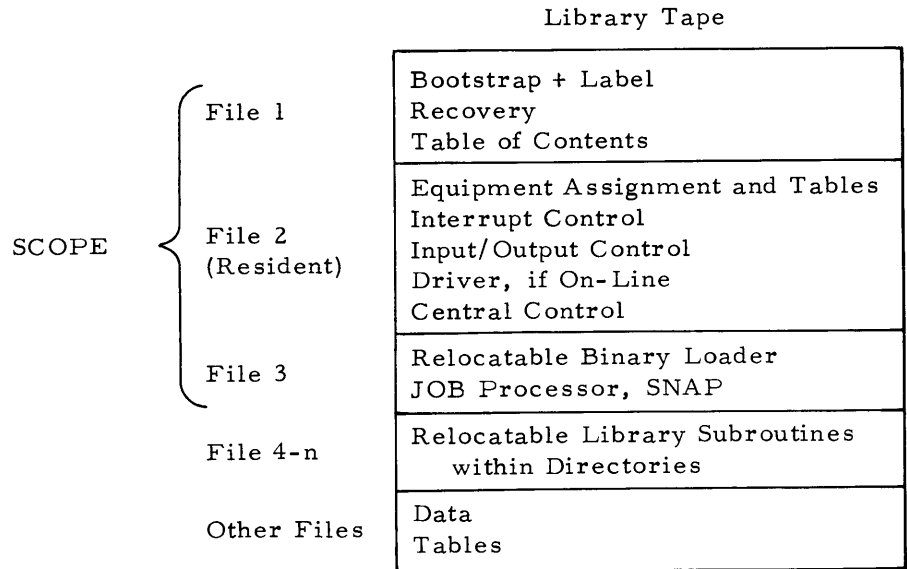 Library Tape
File 1
Bootstrap + Label
Recovery
Table of Contents
SCOPE
File 2
(Resident)
Equipment Assignment and Tables
Interrupt Control
Input/Output Control
Driver, if On-Line
Central Control
File 3
Relocatable Binary Loader
JOB Processor, SNAP
File 4-n
Relocatable Library Subroutines
within Directories
Other Files
Data
Tables